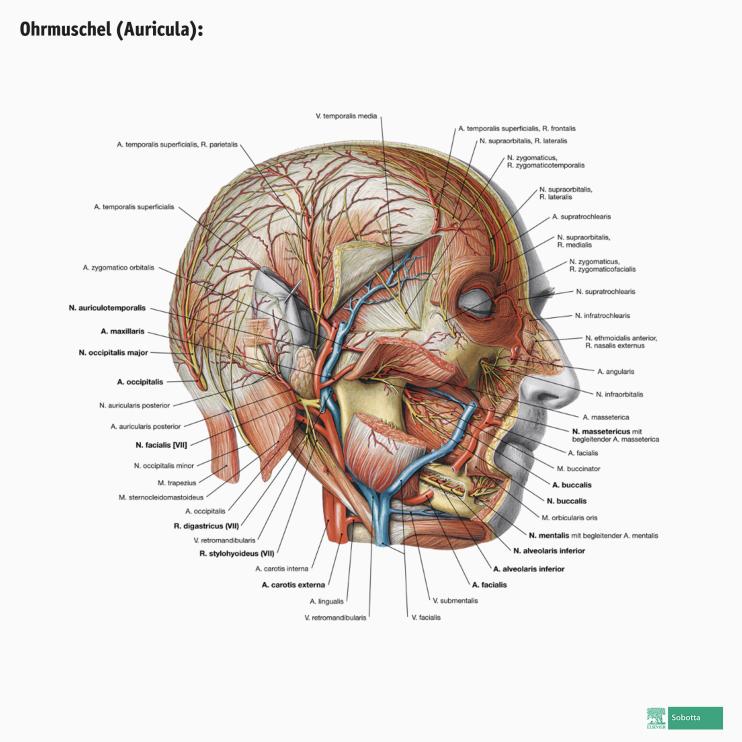 Ohrmuschel (Auricula):
V. temporalis media
A. temporalis superficialis, R. parietalis
A. temporalis superficialis
A. zygomatico orbitalis
N. auriculotemporalis
A. maxillaris
N. occipitalis major
A. occipitalis
N. auricularis posterior
A. auricularis posterior
N. facialis [VII]
N. occipitalis minor
M. trapezius
M. sternocleidomastoideus
A. occipitalis
R. digastricus (VII)
V. retromandibularis
R. stylohyoideus (VII)
A. carotis interna
A. carotis externa
A. lingualis
V. retromandibularis
A. temporalis superficialis, R. frontalis
N. supraorbitalis, R. lateralis
N. zygomaticus,
R. zygomaticotemporalis
N. supraorbitalis,
R. lateralis
A. supratrochlearis
N. supraorbitalis,
R. medialis
N. zygomaticus,
R. zygomaticofacialis
N. supratrochlearis
N. infratrochlearis
N. ethmoidalis anterior,
R. nasalis externus
A. angularis
N. infraorbitalis
A. masseterica
N. massetericus mit
begleitender A. masseterica
A. facialis
M. buccinator
A. buccalis
N. buccalis
M. orbicularis oris
N. mentalis mit begleitender A. mentalis
N. alveolaris inferior
A. alveolaris inferior
A. facialis
V. submentalis
V. facialis
ELSEVIER
Sobotta